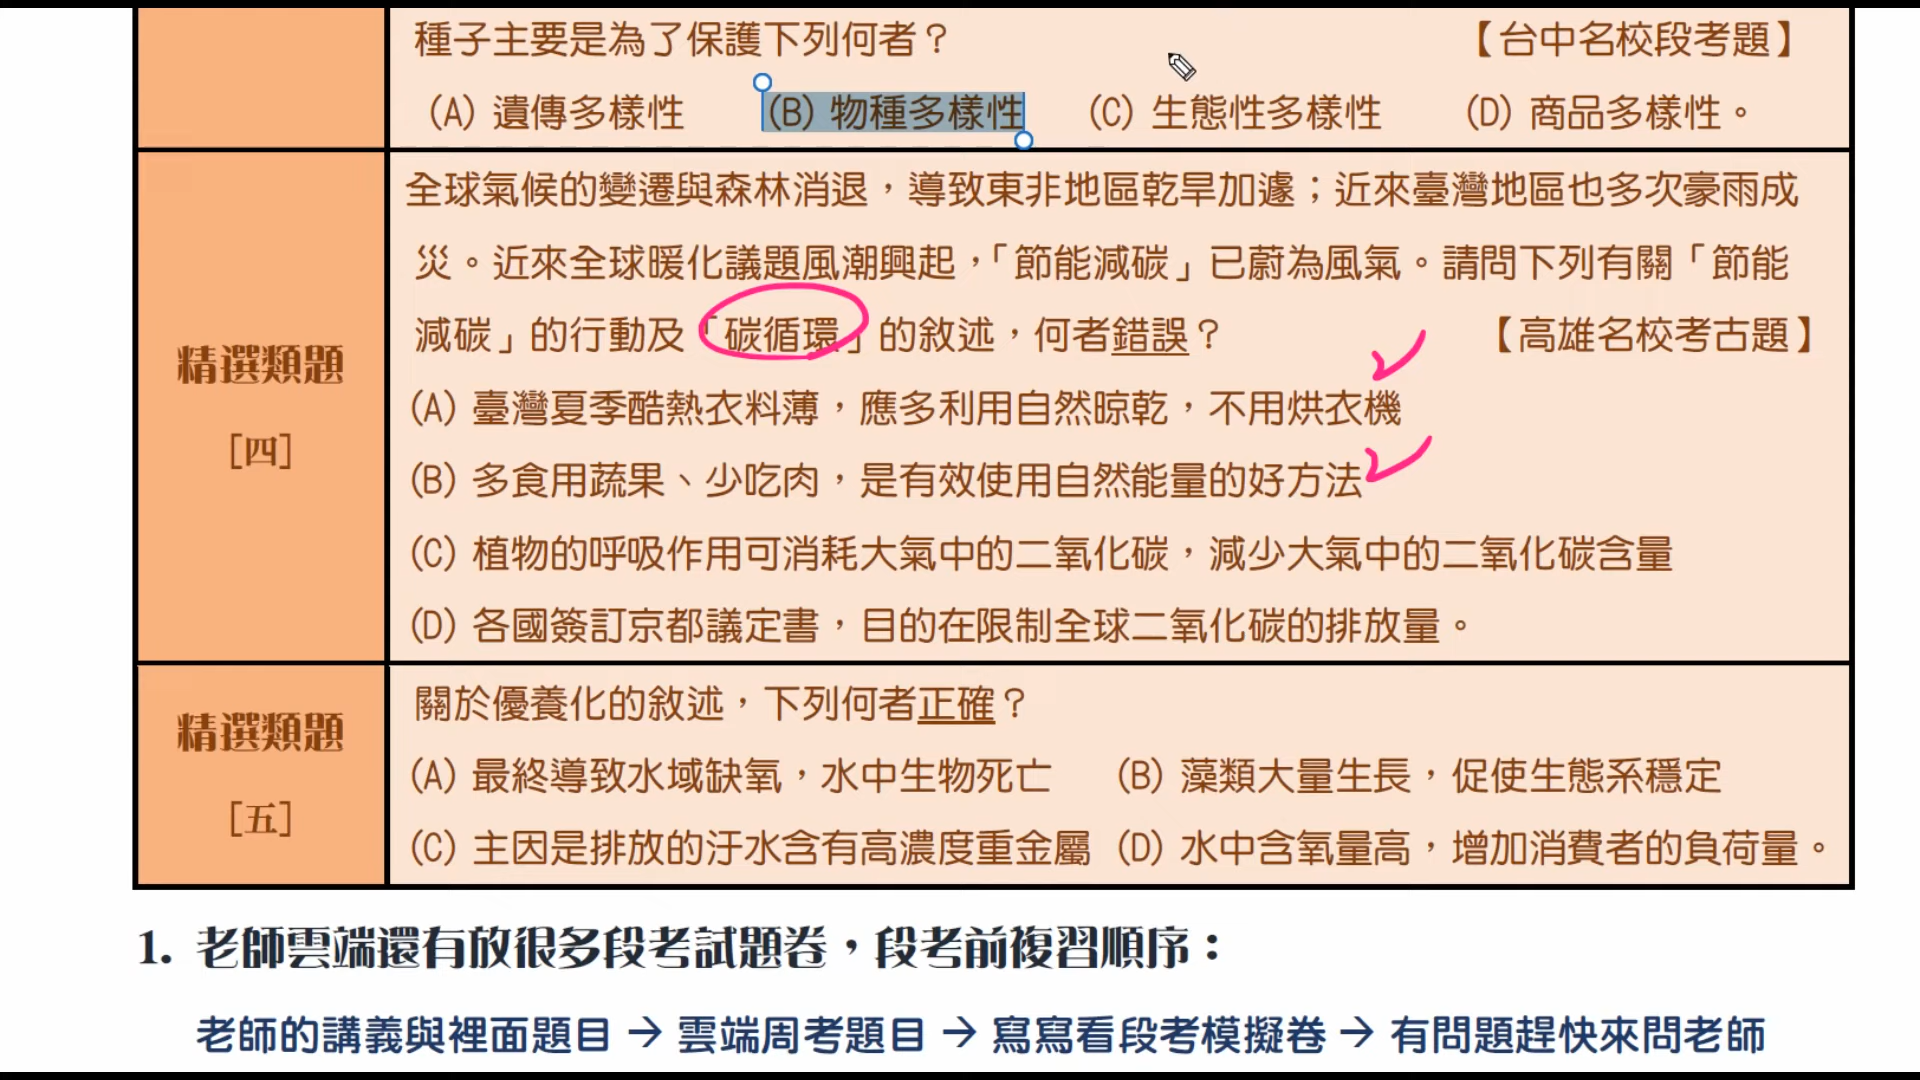 種子主要是為了保護下列何者？ 【台中名校段考題】
(A) 遺傳多樣性 (B) 物種多樣性 (C) 生態性多樣性 (D) 商品多樣性。
全球氣候的變遷與森林消退，導致東非地區乾旱加遽；近來臺灣地區也多次豪雨成
災。近來全球暖化議題風潮興起，「節能減碳」已蔚為風氣。請問下列有關「節能
減碳」的行動及「碳循環」的敘述，何者錯誤？ 【高雄名校考古題】
精選類題
[四]
(A) 臺灣夏季酷熱衣料薄，應多利用自然晾乾，不用烘衣機
(B) 多食用蔬果、少吃肉，是有效使用自然能量的好方法
(C) 植物的呼吸作用可消耗大氣中的二氧化碳，減少大氣中的二氧化碳含量
(D) 各國簽訂京都議定書，目的在限制全球二氧化碳的排放量。
精選類題
[五]
關於優養化的敘述，下列何者正確？
(A) 最終導致水域缺氧，水中生物死亡 (B) 藻類大量生長，促使生態系穩定
(C) 主因是排放的汙水含有高濃度重金屬 (D) 水中含氧量高，增加消費者的負荷量。
1. 老師雲端還有放很多段考試題卷，段考前複習順序：
老師的講義與裡面題目 → 雲端周考題目 → 寫寫看段考模擬卷 → 有問題趕快來問老師